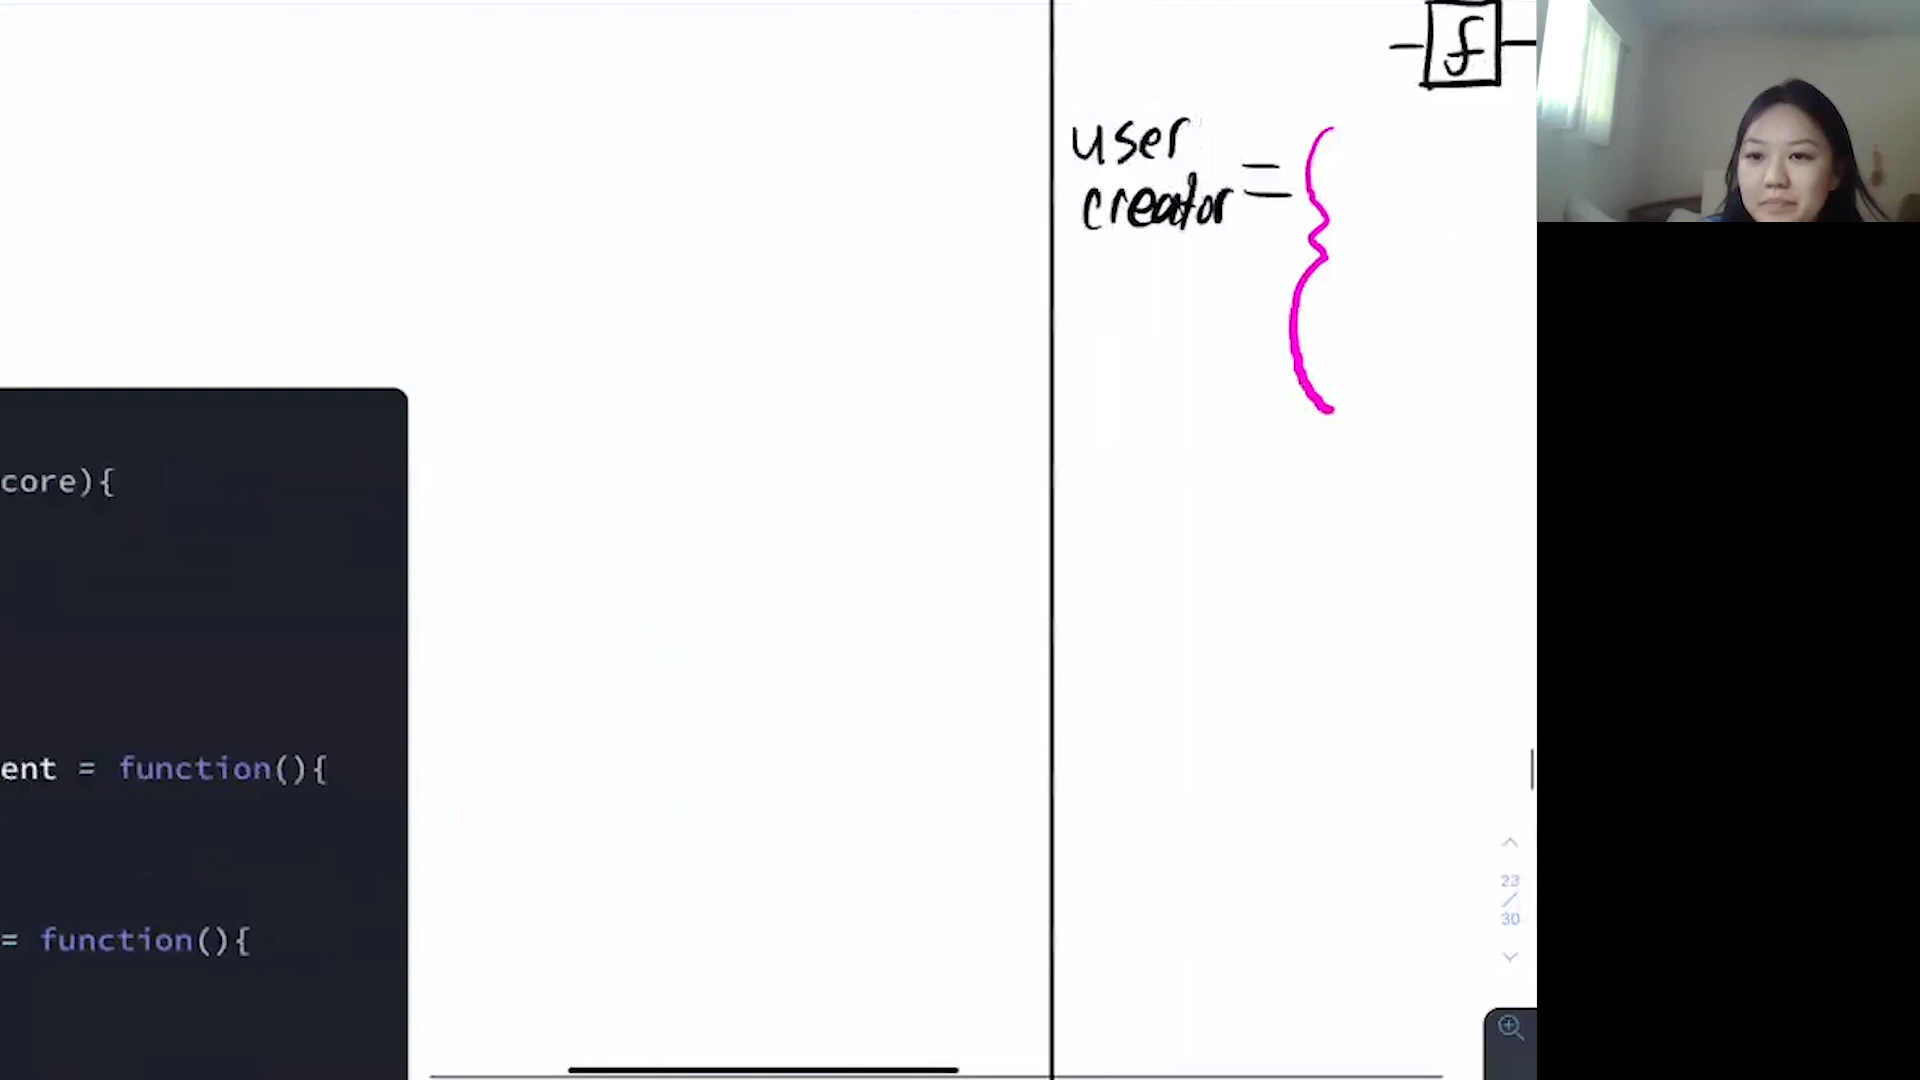 f
user
creator = {
core){
ent = function(){
= function(){
23
/
30